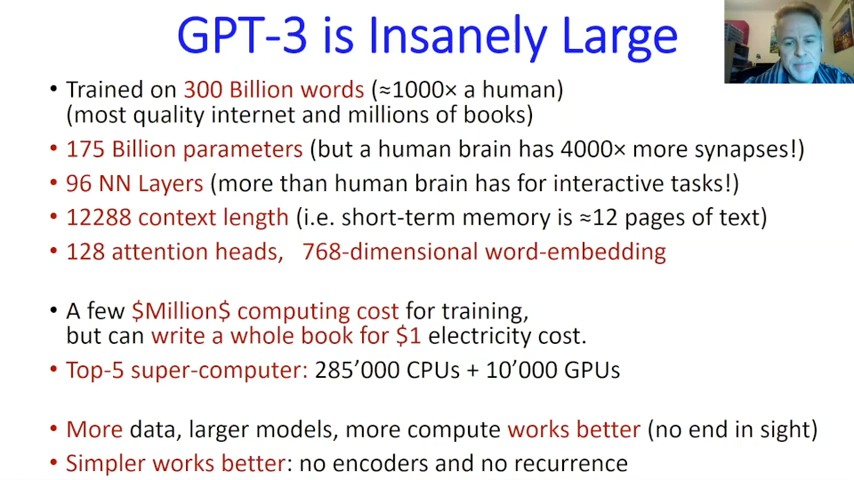 GPT-3 is Insanely Large
• Trained on 300 Billion words (≈1000× a human)
(most quality internet and millions of books)
• 175 Billion parameters (but a human brain has 4000× more synapses!)
• 96 NN Layers (more than human brain has for interactive tasks!)
• 12288 context length (i.e. short-term memory is ≈12 pages of text)
• 128 attention heads, 768-dimensional word-embedding
• A few $Million$ computing cost for training,
but can write a whole book for $1 electricity cost.
• Top-5 super-computer: 285’000 CPUs + 10’000 GPUs
• More data, larger models, more compute works better (no end in sight)
• Simpler works better: no encoders and no recurrence